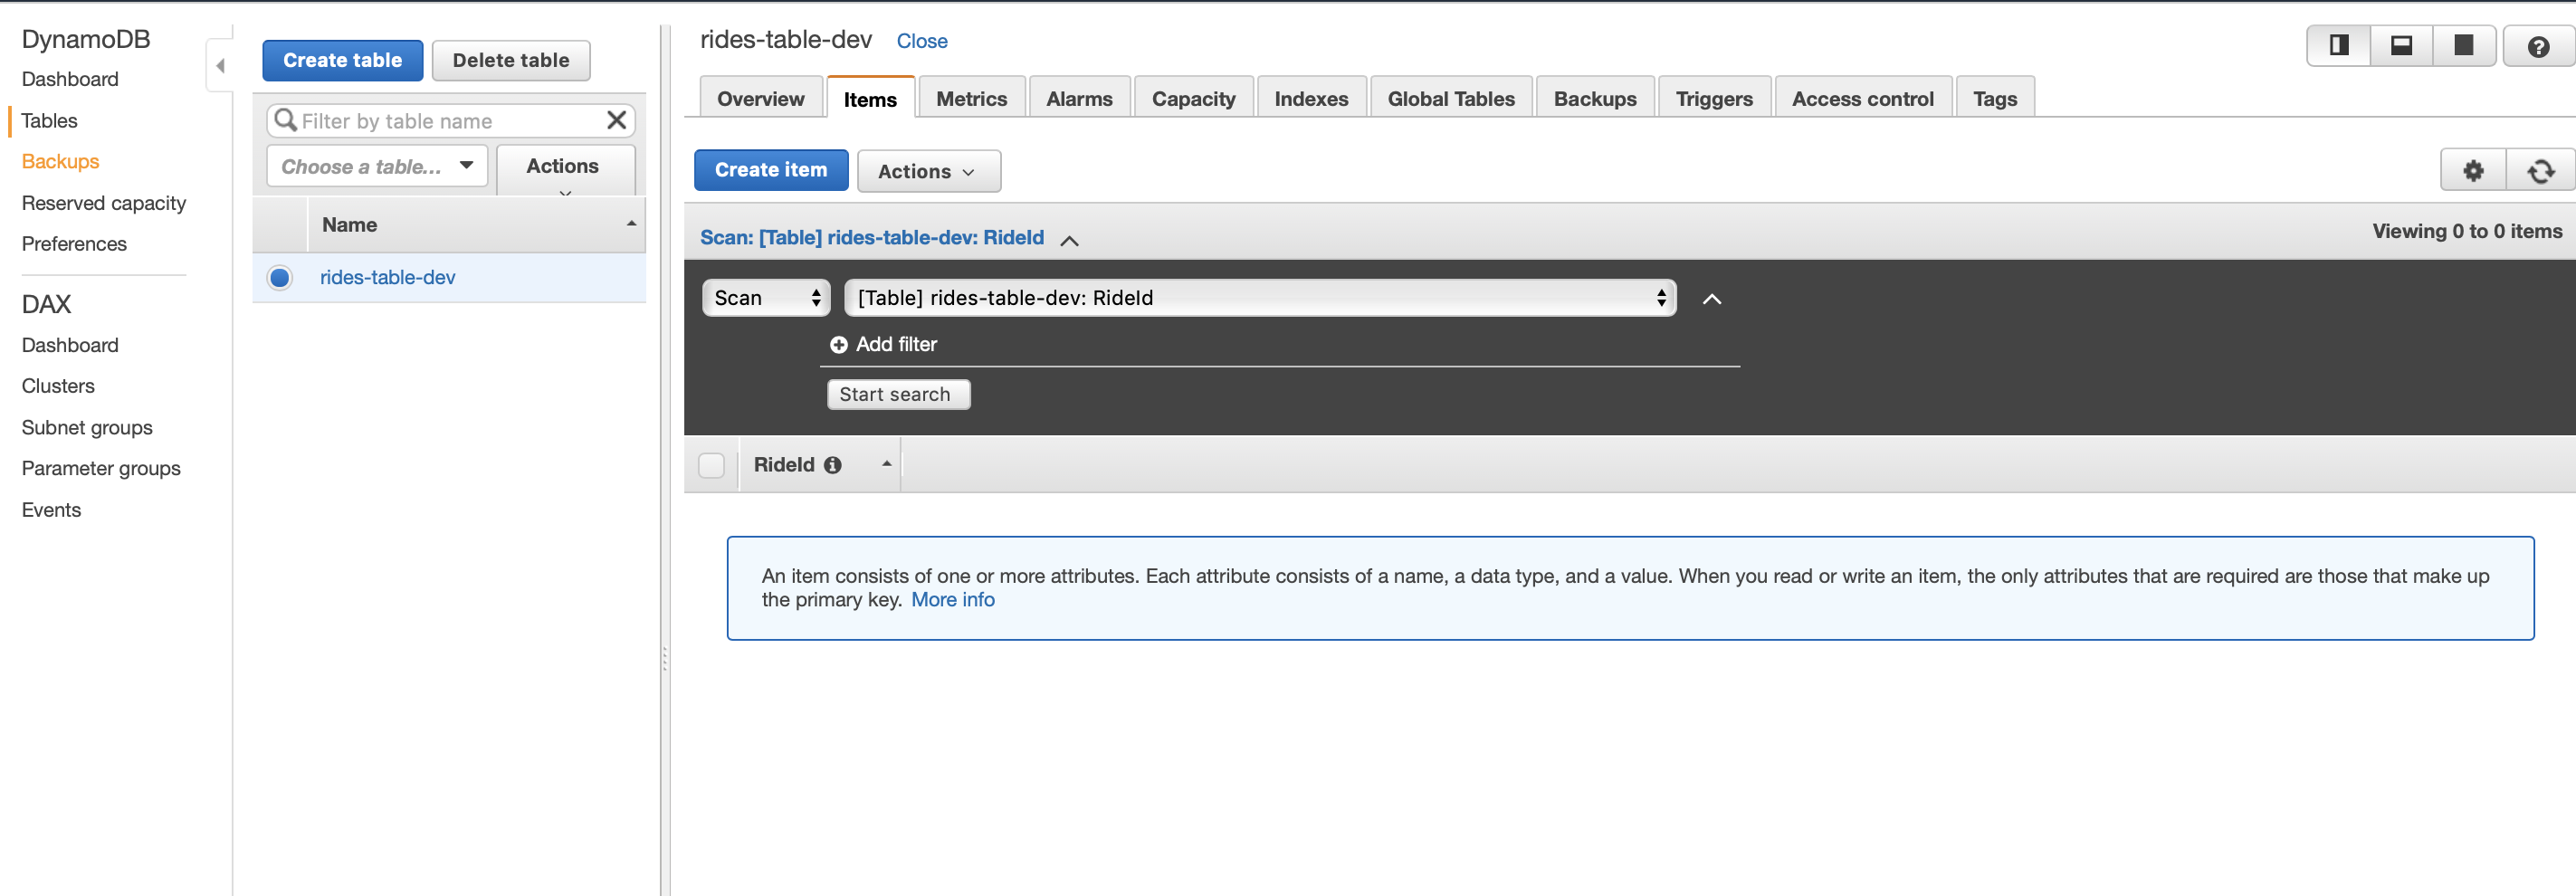 DynamoDB
Dashboard
Tables
Backups
Reserved capacity
Preferences
DAX
Dashboard
Clusters
Subnet groups
Parameter groups
Events
Create table
Delete table
Filter by table name
Choose a table...
Actions
Name
rides-table-dev
rides-table-dev Close
Overview Items Metrics Alarms Capacity Indexes Global Tables Backups Triggers Access control Tags
Create item Actions
Scan: [Table] rides-table-dev: RideId
Viewing 0 to 0 items
Scan [Table] rides-table-dev: RideId
Add filter
Start search
RideId
An item consists of one or more attributes. Each attribute consists of a name, a data type, and a value. When you read or write an item, the only attributes that are required are those that make up
the primary key. More info